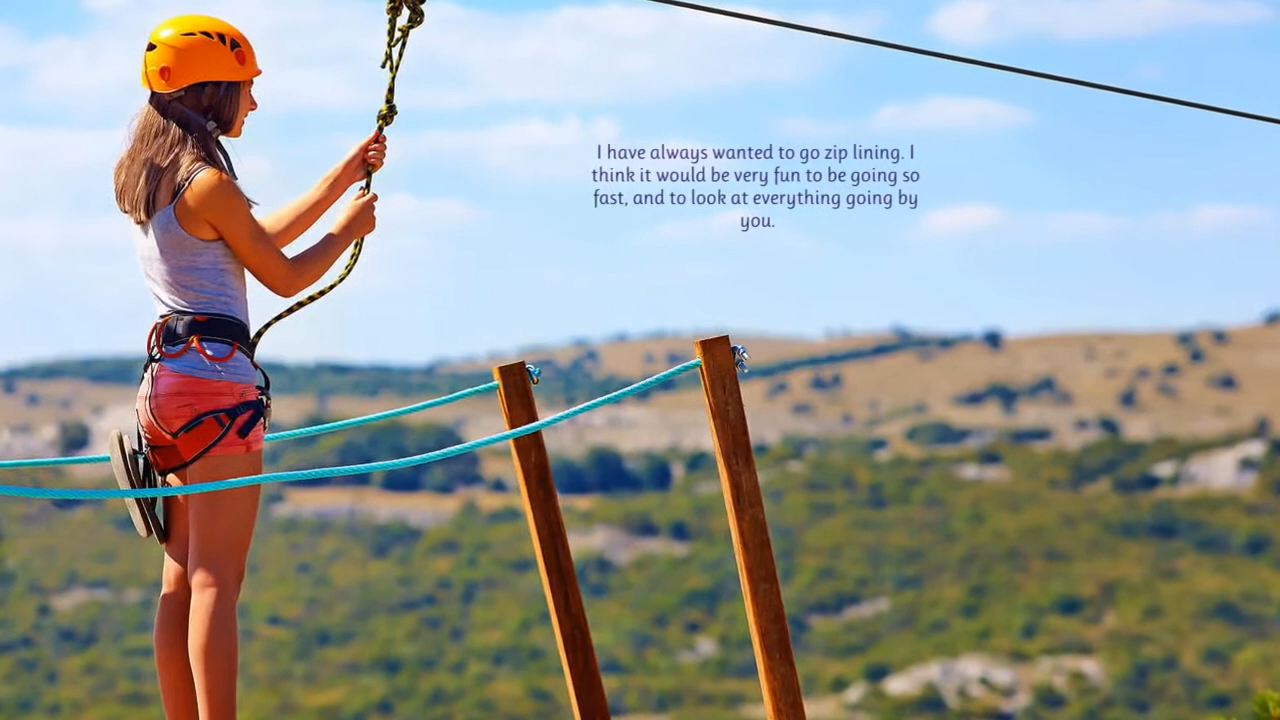 I have always wanted to go zip lining. I
think it would be very fun to be going so
fast, and to look at everything going by
you.